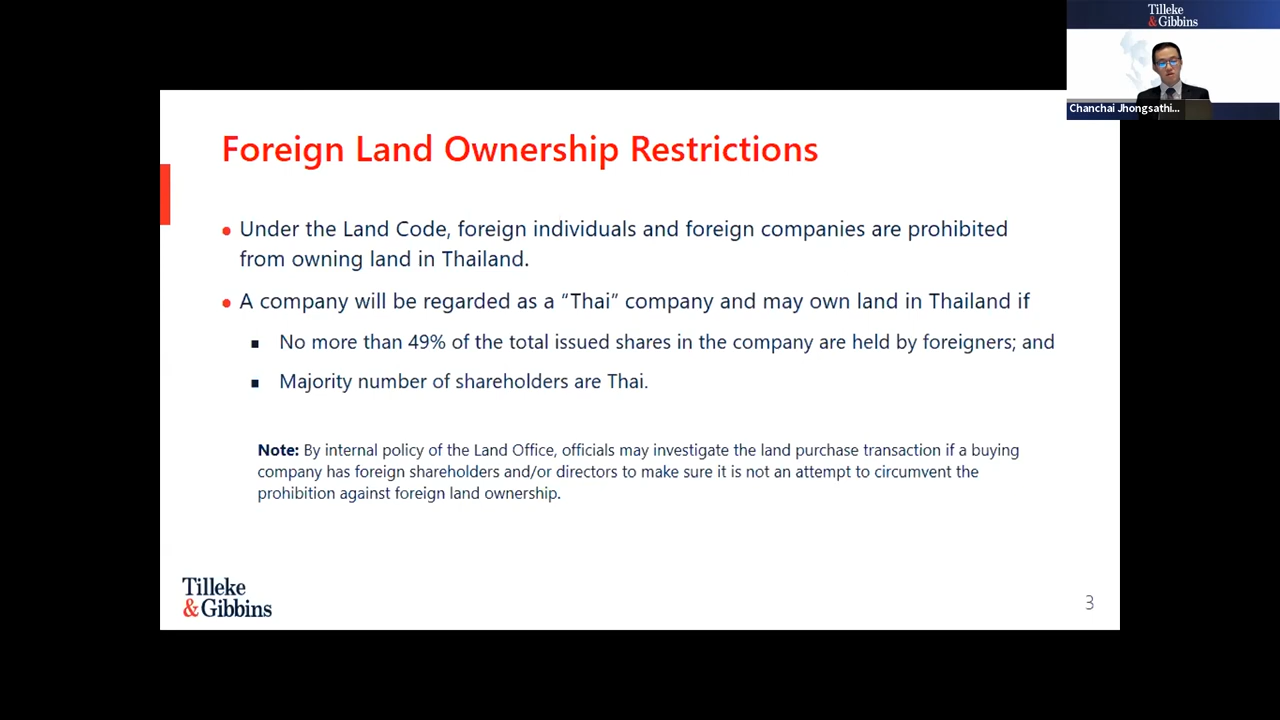 Tilleke
& Gibbins
Chanchai Jhongsathi...
Foreign Land Ownership Restrictions
Under the Land Code, foreign individuals and foreign companies are prohibited
from owning land in Thailand.
A company will be regarded as a “Thai” company and may own land in Thailand if
No more than 49% of the total issued shares in the company are held by foreigners; and
Majority number of shareholders are Thai.
Note: By internal policy of the Land Office, officials may investigate the land purchase transaction if a buying
company has foreign shareholders and/or directors to make sure it is not an attempt to circumvent the
prohibition against foreign land ownership.
Tilleke
& Gibbins
3